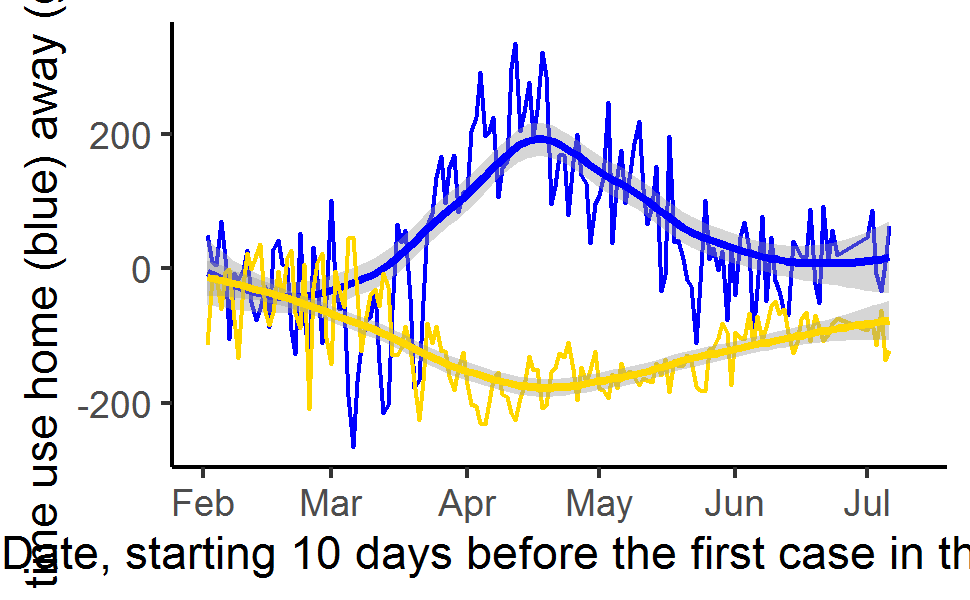 time use home (blue) away (
200
0
-200
Feb Mar Apr May Jun Jul
Date, starting 10 days before the first case in th